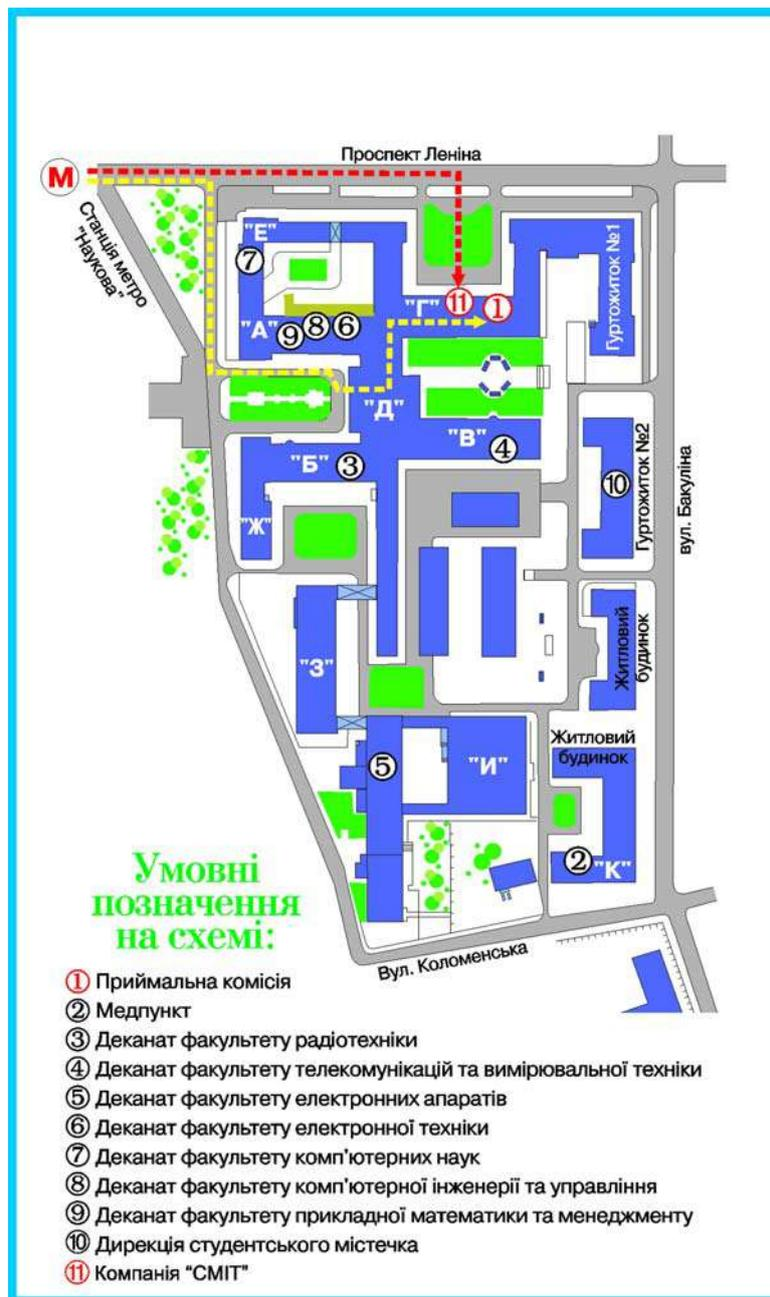 Проспект Леніна
М
Станція метро
"Наукова"
"Е"
7
"А"
9
8
6
"Г"
11
1
Гуртожиток №1
"Д"
"В"
4
"Б"
3
"Ж"
10
Гуртожиток №2
вул. Бакуліна
"З"
Житловий
будинок
Житловий
будинок
5
"И"
2
"К"
Вул. Коломенська
Умовні
позначення
на схемі:
1 Приймальна комісія
2 Медпункт
3 Деканат факультету радіотехніки
4 Деканат факультету телекомунікацій та вимірювальної техніки
5 Деканат факультету електронних апаратів
6 Деканат факультету електронної техніки
7 Деканат факультету комп'ютерних наук
8 Деканат факультету комп'ютерної інженерії та управління
9 Деканат факультету прикладної математики та менеджменту
10 Дирекція студентського містечка
11 Компанія "СМІТ"